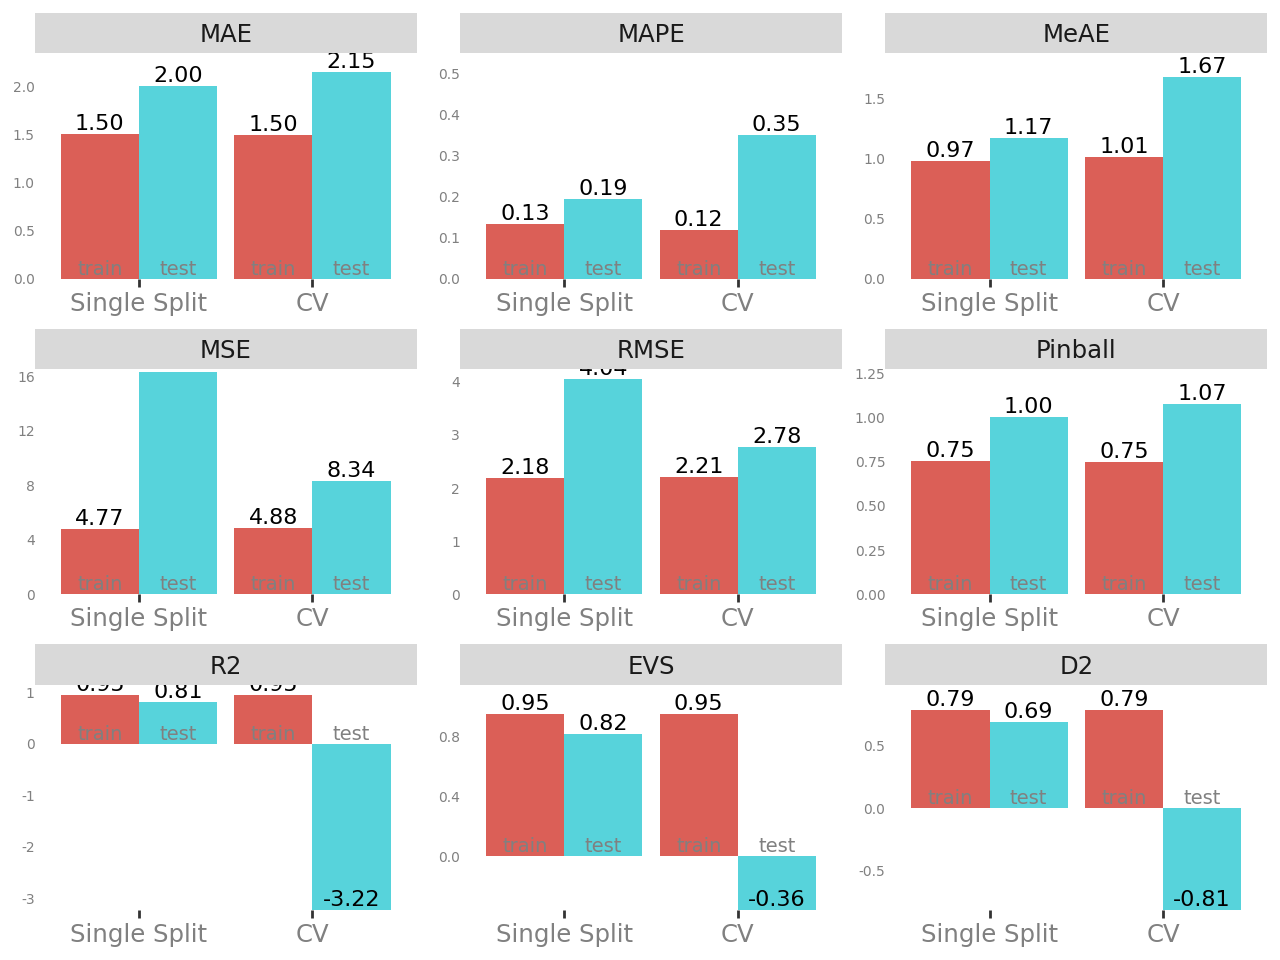 MAE
MAPE
MeAE
2.0
1.5
1.0
0.5
0.0
1.50
2.00
1.50
2.15
train
test
train
test
Single Split
CV
0.5
0.4
0.3
0.2
0.1
0.0
0.13
0.19
0.12
0.35
train
test
train
test
Single Split
CV
1.5
1.0
0.5
0.0
0.97
1.17
1.01
1.67
train
test
train
test
Single Split
CV
MSE
RMSE
Pinball
16
12
8
4
0
4.77
4.88
8.34
train
test
train
test
Single Split
CV
4
3
2
1
0
2.18
4.04
2.21
2.78
train
test
train
test
Single Split
CV
1.25
1.00
0.75
0.50
0.25
0.00
0.75
1.00
0.75
1.07
train
test
train
test
Single Split
CV
R2
EVS
D2
1
0
-1
-2
-3
0.95
0.81
0.95
-3.22
train
test
train
test
Single Split
CV
0.8
0.4
0.0
0.95
0.82
0.95
-0.36
train
test
train
test
Single Split
CV
0.5
0.0
-0.5
0.79
0.69
0.79
-0.81
train
test
train
test
Single Split
CV